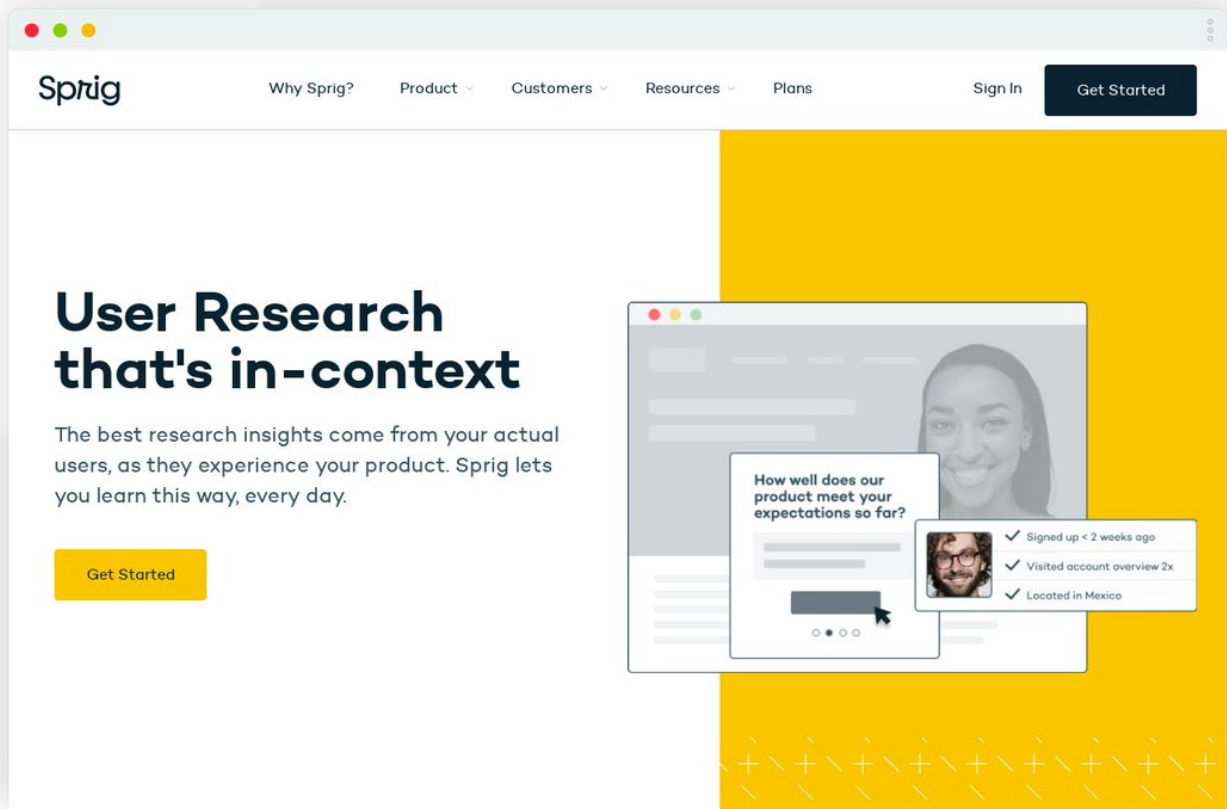 Sprig
Why Sprig?
Product
Customers
Resources
Plans
Sign In
Get Started
User Research
that's in-context
The best research insights come from your actual
users, as they experience your product. Sprig lets
you learn this way, every day.
Get Started
How well does our
product meet your
expectations so far?
Signed up < 2 weeks ago
Visited account overview 2x
Located in Mexico